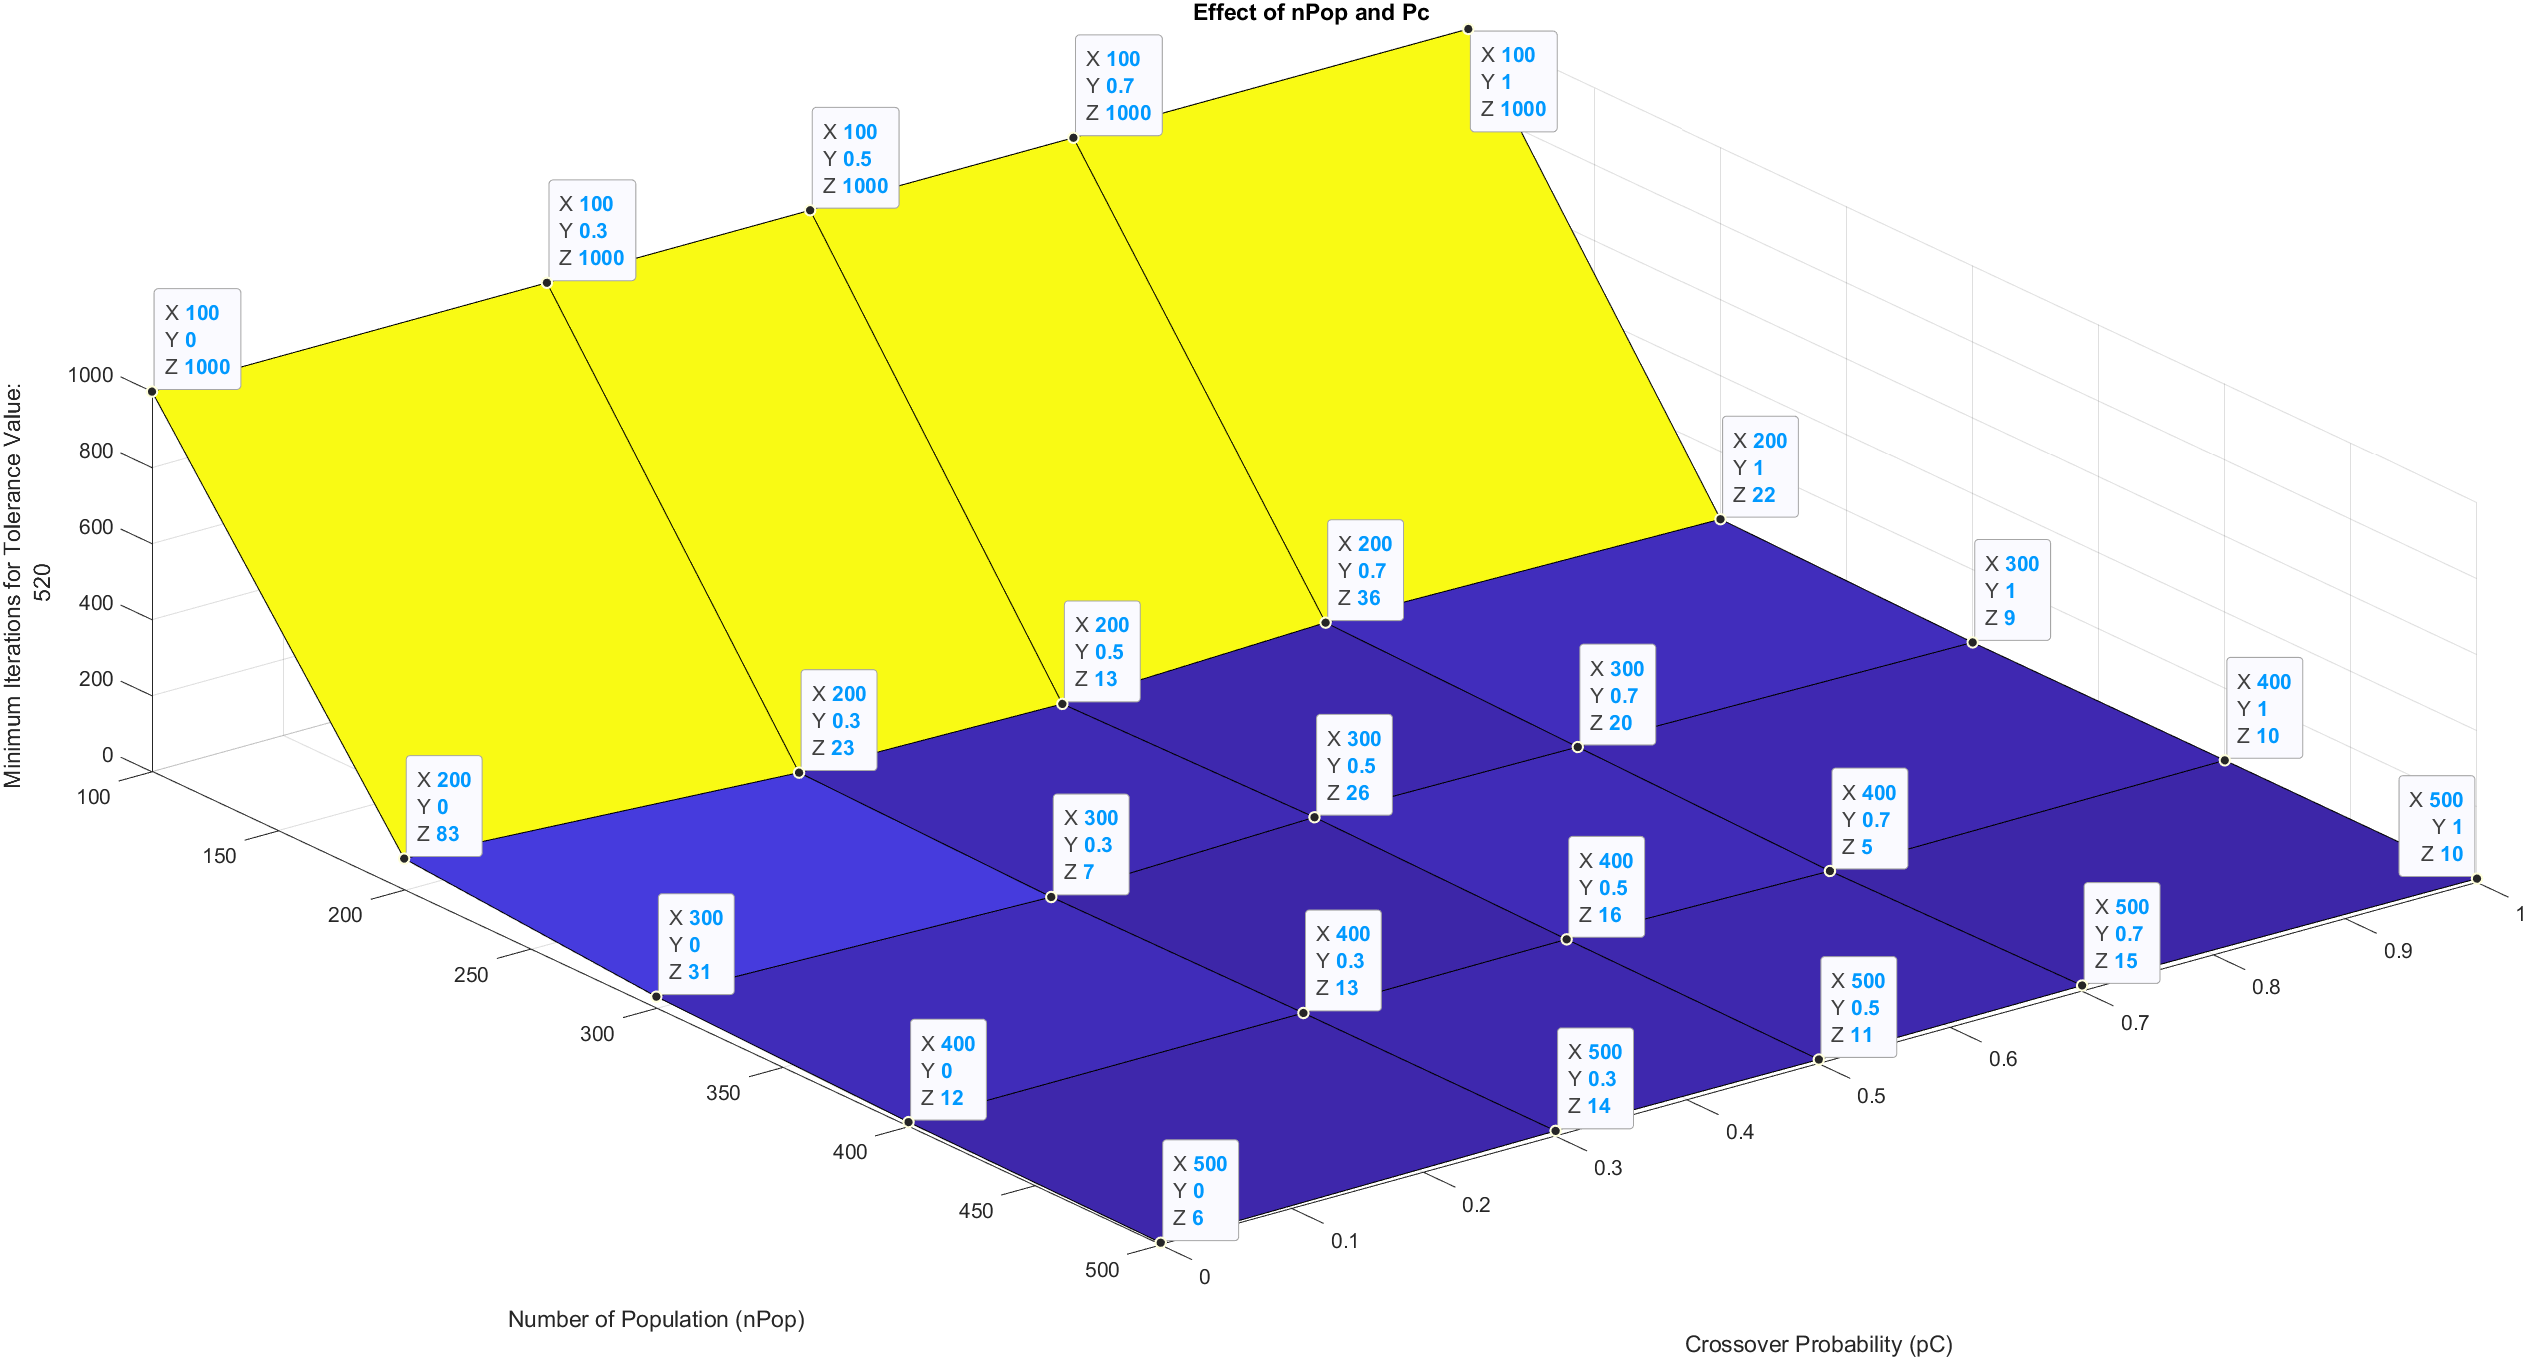 Effect of nPop and Pc
X 100
Y 1
Z 1000
X 100
Y 0.7
Z 1000
X 100
Y 0.5
Z 1000
X 100
Y 0.3
Z 1000
X 100
Y 0
Z 1000
X 200
Y 1
Z 22
X 200
Y 0.7
Z 36
X 200
Y 0.5
Z 13
X 200
Y 0.3
Z 23
X 200
Y 0
Z 83
X 300
Y 1
Z 9
X 300
Y 0.7
Z 20
X 300
Y 0.5
Z 26
X 300
Y 0.3
Z 7
X 300
Y 0
Z 31
X 400
Y 1
Z 10
X 400
Y 0.7
Z 5
X 400
Y 0.5
Z 16
X 400
Y 0.3
Z 13
X 400
Y 0
Z 12
X 500
Y 1
Z 10
X 500
Y 0.7
Z 15
X 500
Y 0.5
Z 11
X 500
Y 0.3
Z 14
X 500
Y 0
Z 6
Minimum Iterations for Tolerance Value:
520
1000
800
600
400
200
0
100
150
200
250
300
350
400
450
500
0
0.1
0.2
0.3
0.4
0.5
0.6
0.7
0.8
0.9
1
Number of Population (nPop)
Crossover Probability (pC)